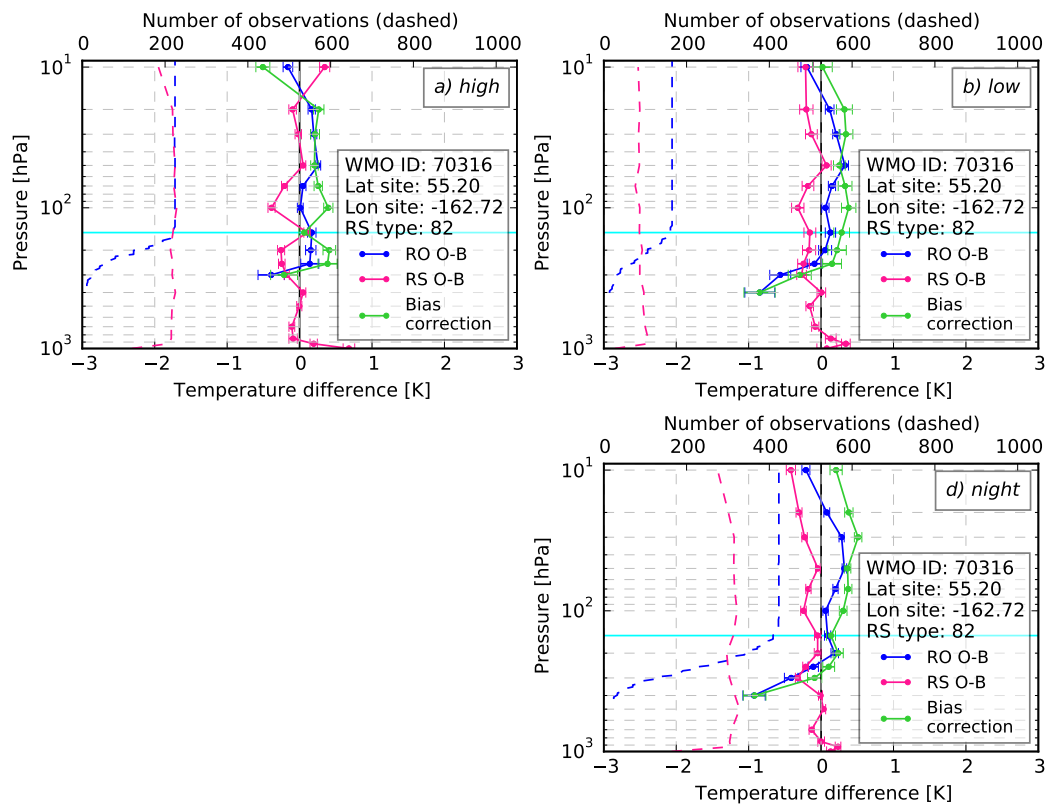 Number of observations (dashed)
0 200 400 600 800 1000
10¹
10²
10³
Pressure [hPa]
a) high
WMO ID: 70316
Lat site: 55.20
Lon site: -162.72
RS type: 82
RO O-B
RS O-B
Bias
correction
−3 −2 −1 0 1 2 3
Temperature difference [K]
Number of observations (dashed)
0 200 400 600 800 1000
10¹
10²
10³
Pressure [hPa]
b) low
WMO ID: 70316
Lat site: 55.20
Lon site: -162.72
RS type: 82
RO O-B
RS O-B
Bias
correction
−3 −2 −1 0 1 2 3
Temperature difference [K]
Number of observations (dashed)
0 200 400 600 800 1000
10¹
10²
10³
Pressure [hPa]
d) night
WMO ID: 70316
Lat site: 55.20
Lon site: -162.72
RS type: 82
RO O-B
RS O-B
Bias
correction
−3 −2 −1 0 1 2 3
Temperature difference [K]